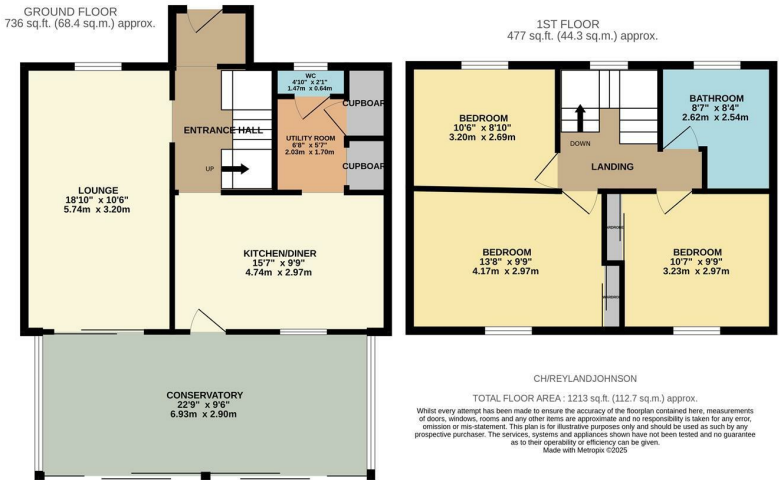 GROUND FLOOR
736 sq.ft. (68.4 sq.m.) approx.
1ST FLOOR
477 sq.ft. (44.3 sq.m.) approx.
WC
4'10" x 2'1"
1.47m x 0.64m
CUPBOAR
ENTRANCE HALL
UTILITY ROOM
6'8" x 5'7"
2.03m x 1.70m
CUPBOAR
UP
LOUNGE
18'10" x 10'6"
5.74m x 3.20m
KITCHEN/DINER
15'7" x 9'9"
4.74m x 2.97m
CONSERVATORY
22'9" x 9'6"
6.93m x 2.90m
BEDROOM
10'6" x 8'10"
3.20m x 2.69m
BATHROOM
8'7" x 8'4"
2.62m x 2.54m
DOWN
LANDING
BEDROOM
13'8" x 9'9"
4.17m x 2.97m
BEDROOM
10'7" x 9'9"
3.23m x 2.97m
CH/REYLANDJOHNSON
TOTAL FLOOR AREA : 1213 sq.ft. (112.7 sq.m.) approx.
Whilst every attempt has been made to ensure the accuracy of the floorplan contained here, measurements
of doors, windows, rooms and any other items are approximate and no responsibility is taken for any error,
omission or mis-statement. This plan is for illustrative purposes only and should be used as such by any
prospective purchaser. The services, systems and appliances shown have not been tested and no guarantee
as to their operability or efficiency can be given.
Made with Metropix ©2025